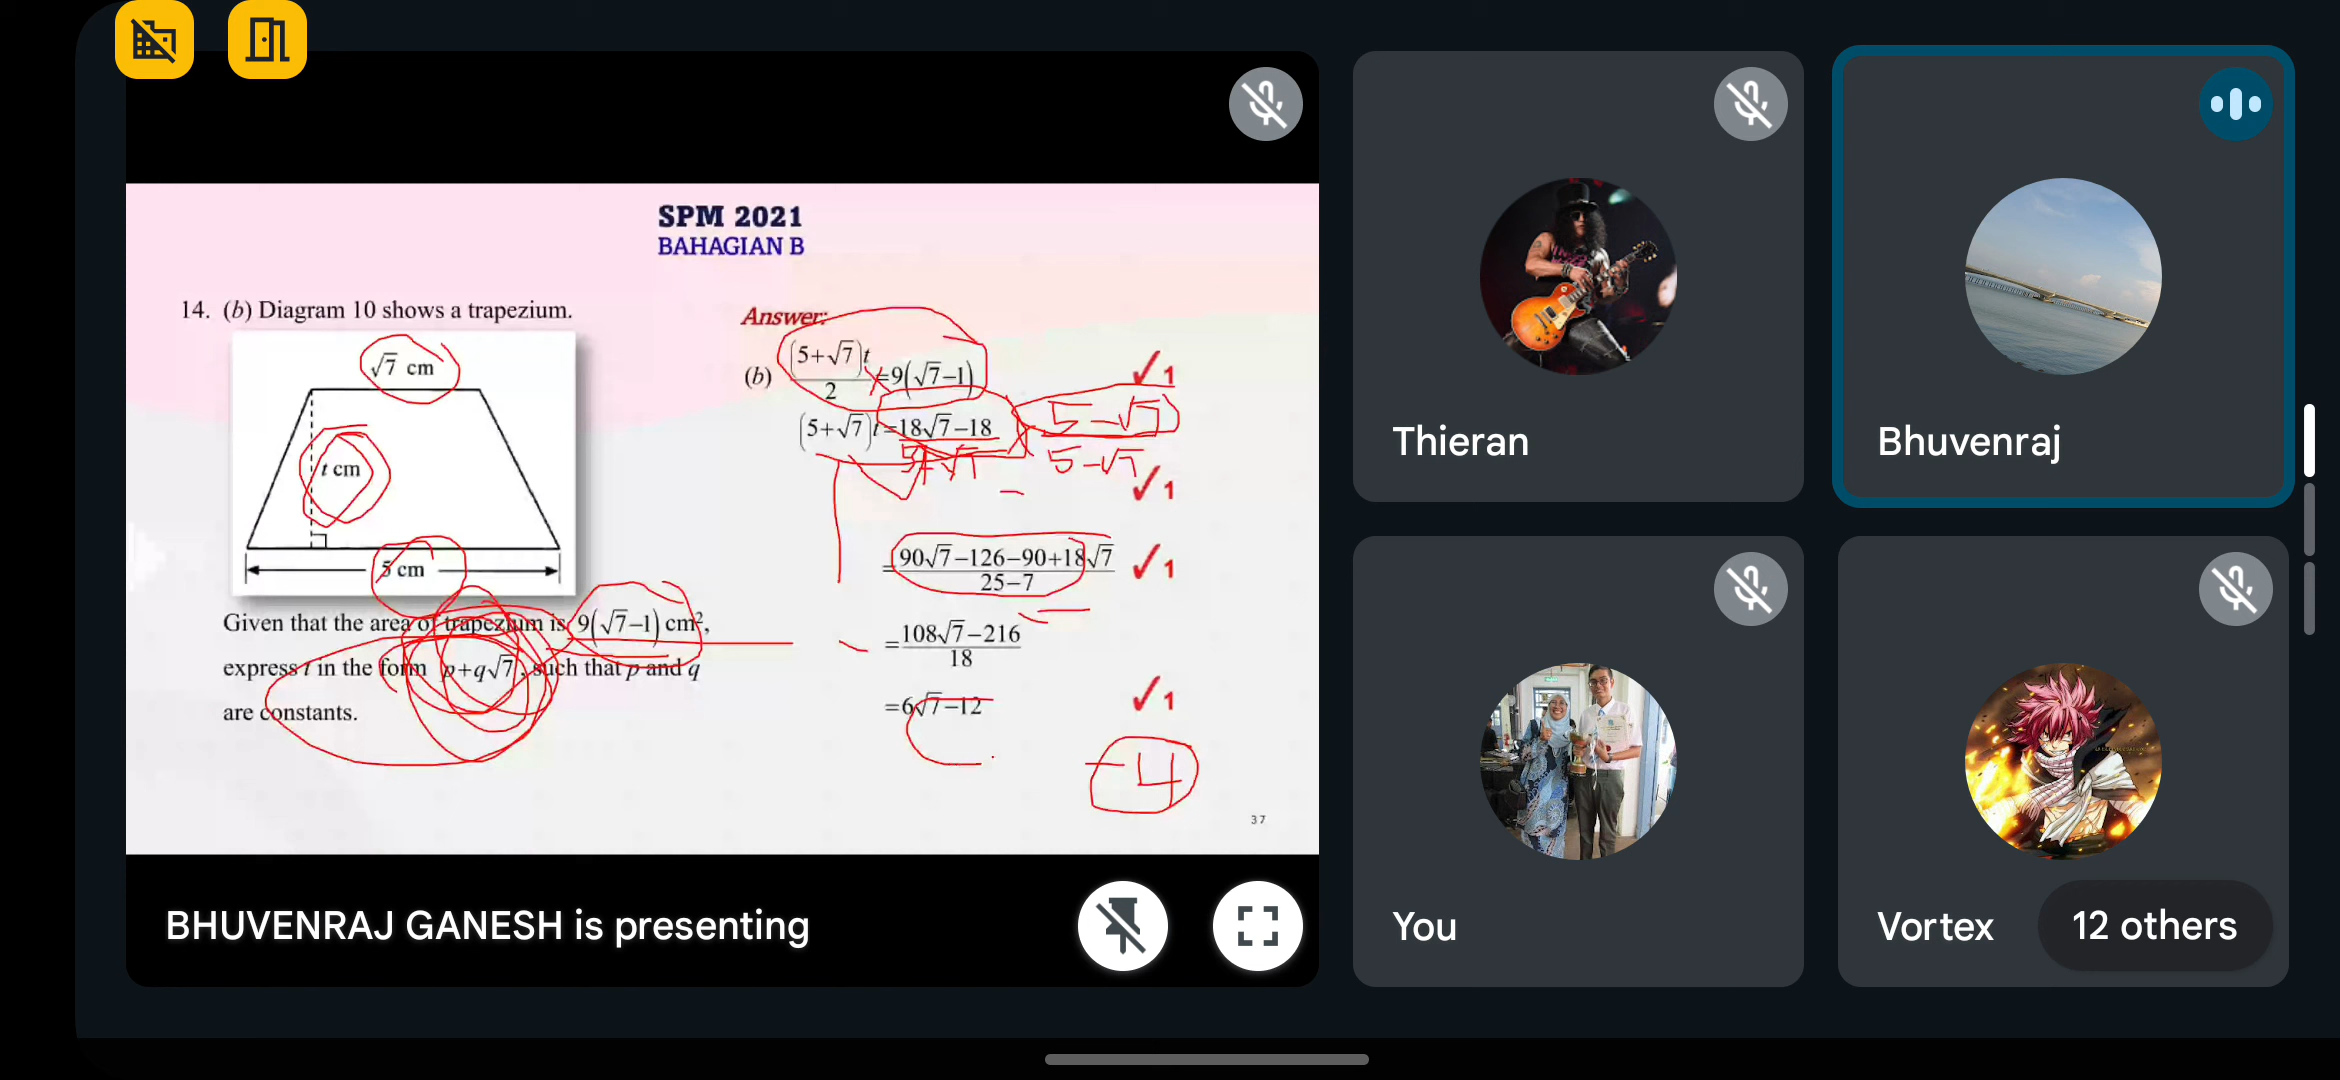 SPM 2021
BAHAGIAN B
14. (b) Diagram 10 shows a trapezium.
√7 cm
t cm
5 cm
Given that the area of trapezium is 9(√7−1) cm²,
express t in the form p+q√7, such that p and q
are constants.
Answer:
(b) (5+√7)t/2 =9(√7−1) ✓1
(5+√7)t=18√7−18 5−√7
5+√7 5−√7
✓1
=90√7−126−90+18√7/25−7 ✓1
=108√7−216/18
=6√7−12 ✓1
4
37
BHUVENRAJ GANESH is presenting
Thieran
Bhuvenraj
You
Vortex
12 others